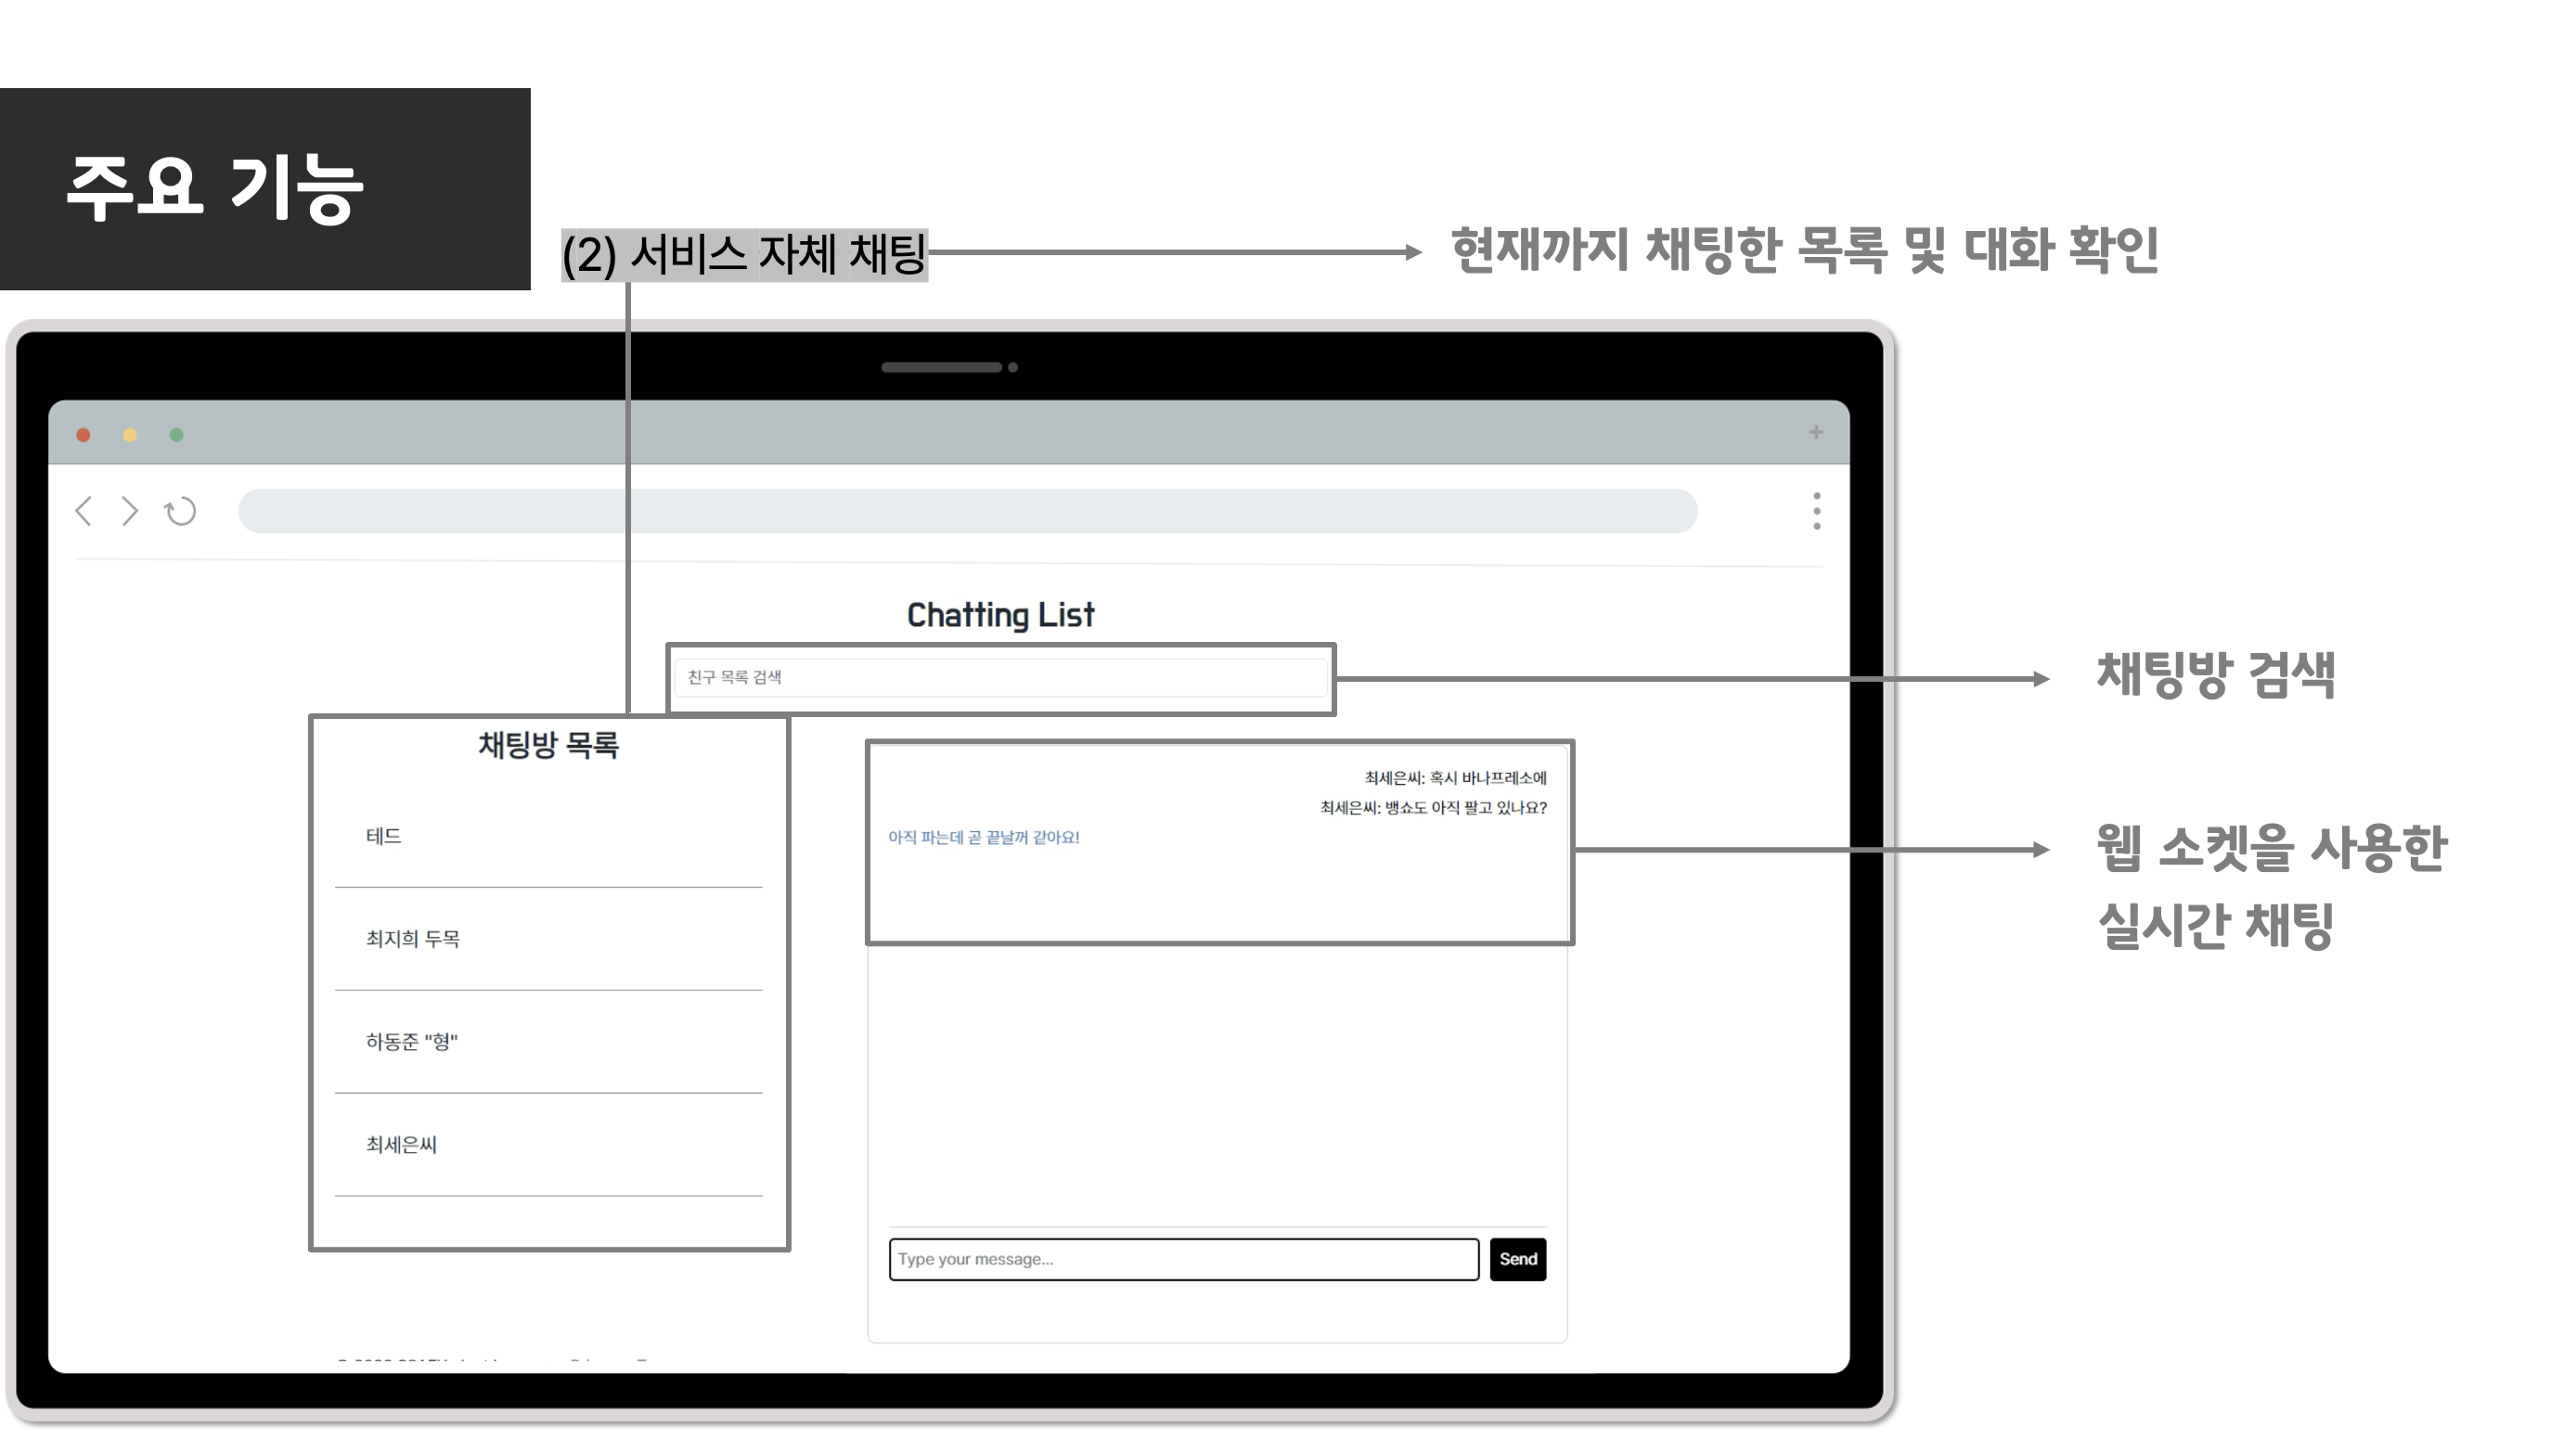 주요 기능
(2) 서비스 자체 채팅
현재까지 채팅한 목록 및 대화 확인
Chatting List
친구 목록 검색
채팅방 검색
채팅방 목록
테드
최지희 두목
하동준 "형"
최세은씨
최세은씨: 혹시 바나프레소에
최세은씨: 뱅쇼도 아직 팔고 있나요?
아직 파는데 곧 끝날꺼 같아요!
웹 소켓을 사용한
실시간 채팅
Type your message...
Send